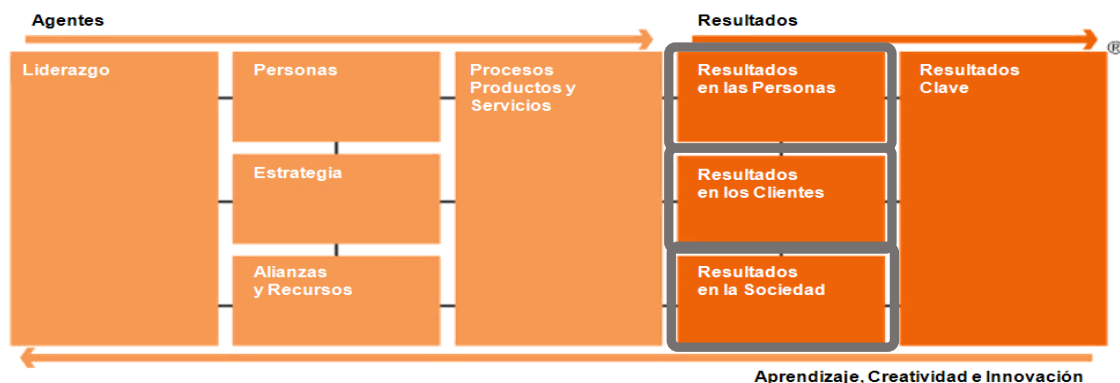 Agentes
Resultados
®
Liderazgo
Personas
Procesos
Productos y
Servicios
Resultados
en las Personas
Resultados
Clave
Estrategia
Resultados
en los Clientes
Alianzas
y Recursos
Resultados
en la Sociedad
Aprendizaje, Creatividad e Innovación